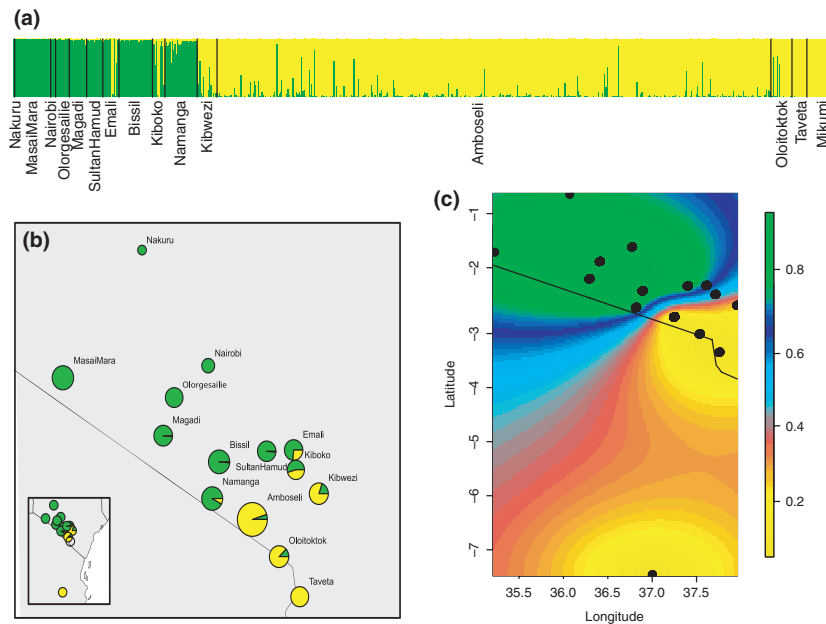 (a)
Nakuru
MasaiMara
Nairobi
Olorgesailie
Magadi
SultanHamud
Emali
Bissil
Kiboko
Namanga
Kibwezi
Amboseli
Oloitoktok
Taveta
Mikumi
(b)
Nakuru
MasaiMara
Nairobi
Olorgesailie
Magadi
Emali
Bissil
Kiboko
SultanHamud
Kibwezi
Namanga
Amboseli
Oloitoktok
Taveta
(c)
-1
-2
-3
-4
-5
-6
-7
Latitude
35.5 36.0 36.5 37.0 37.5
Longitude
0.8
0.6
0.4
0.2